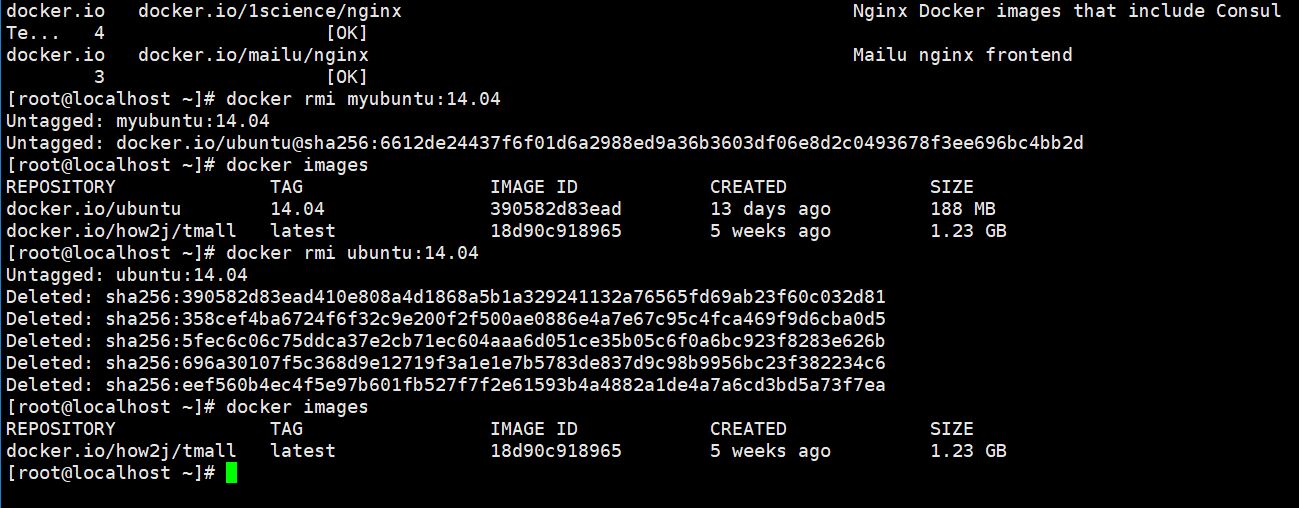 docker.io   docker.io/1science/nginx                                         Nginx Docker images that include Consul
Te...   4                    [OK]
docker.io   docker.io/mailu/nginx                                            Mailu nginx frontend
        3                    [OK]
[root@localhost ~]# docker rmi myubuntu:14.04
Untagged: myubuntu:14.04
Untagged: docker.io/ubuntu@sha256:6612de24437f6f01d6a2988ed9a36b3603df06e8d2c0493678f3ee696bc4bb2d
[root@localhost ~]# docker images
REPOSITORY              TAG                 IMAGE ID            CREATED             SIZE
docker.io/ubuntu        14.04               390582d83ead        13 days ago         188 MB
docker.io/how2j/tmall   latest              18d90c918965        5 weeks ago         1.23 GB
[root@localhost ~]# docker rmi ubuntu:14.04
Untagged: ubuntu:14.04
Deleted: sha256:390582d83ead410e808a4d1868a5b1a329241132a76565fd69ab23f60c032d81
Deleted: sha256:358cef4ba6724f6f32c9e200f2f500ae0886e4a7e67c95c4fca469f9d6cba0d5
Deleted: sha256:5fec6c06c75ddca37e2cb71ec604aaa6d051ce35b05c6f0a6bc923f8283e626b
Deleted: sha256:696a30107f5c368d9e12719f3a1e1e7b5783de837d9c98b9956bc23f382234c6
Deleted: sha256:eef560b4ec4f5e97b601fb527f7f2e61593b4a4882a1de4a7a6cd3bd5a73f7ea
[root@localhost ~]# docker images
REPOSITORY              TAG                 IMAGE ID            CREATED             SIZE
docker.io/how2j/tmall   latest              18d90c918965        5 weeks ago         1.23 GB
[root@localhost ~]#